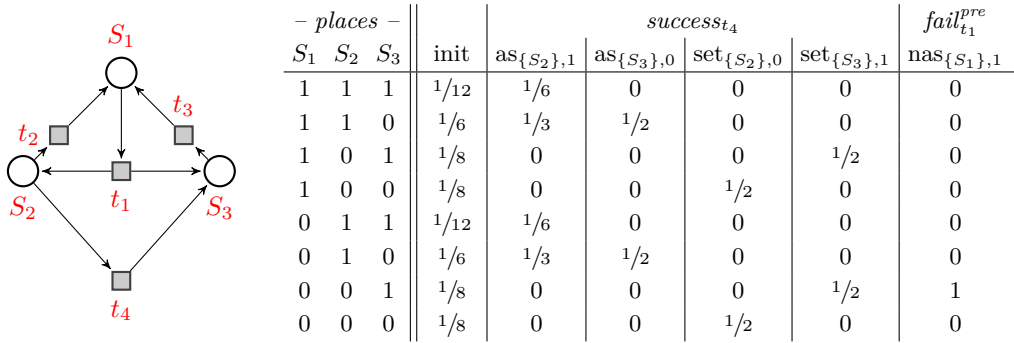 S₁
t₂
t₃
S₂
t₁
S₃
t₄
– places – success_{t₄} fail^{pre}_{t₁}
S₁ S₂ S₃ init as_{{S₂},1} as_{{S₃},0} set_{{S₂},0} set_{{S₃},1} nas_{{S₁},1}
1 1 1 1/12 1/6 0 0 0 0
1 1 0 1/6 1/3 1/2 0 0 0
1 0 1 1/8 0 0 0 1/2 0
1 0 0 1/8 0 0 1/2 0 0
0 1 1 1/12 1/6 0 0 0 0
0 1 0 1/6 1/3 1/2 0 0 0
0 0 1 1/8 0 0 0 1/2 1
0 0 0 1/8 0 0 1/2 0 0